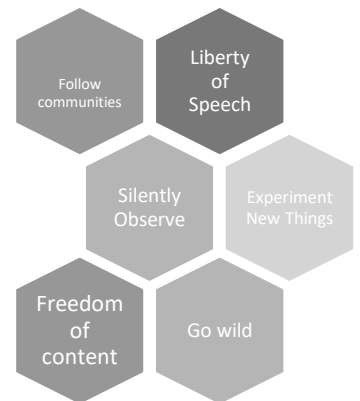 Follow
communities
Liberty
of
Speech
Silently
Observe
Experiment
New Things
Freedom
of
content
Go wild